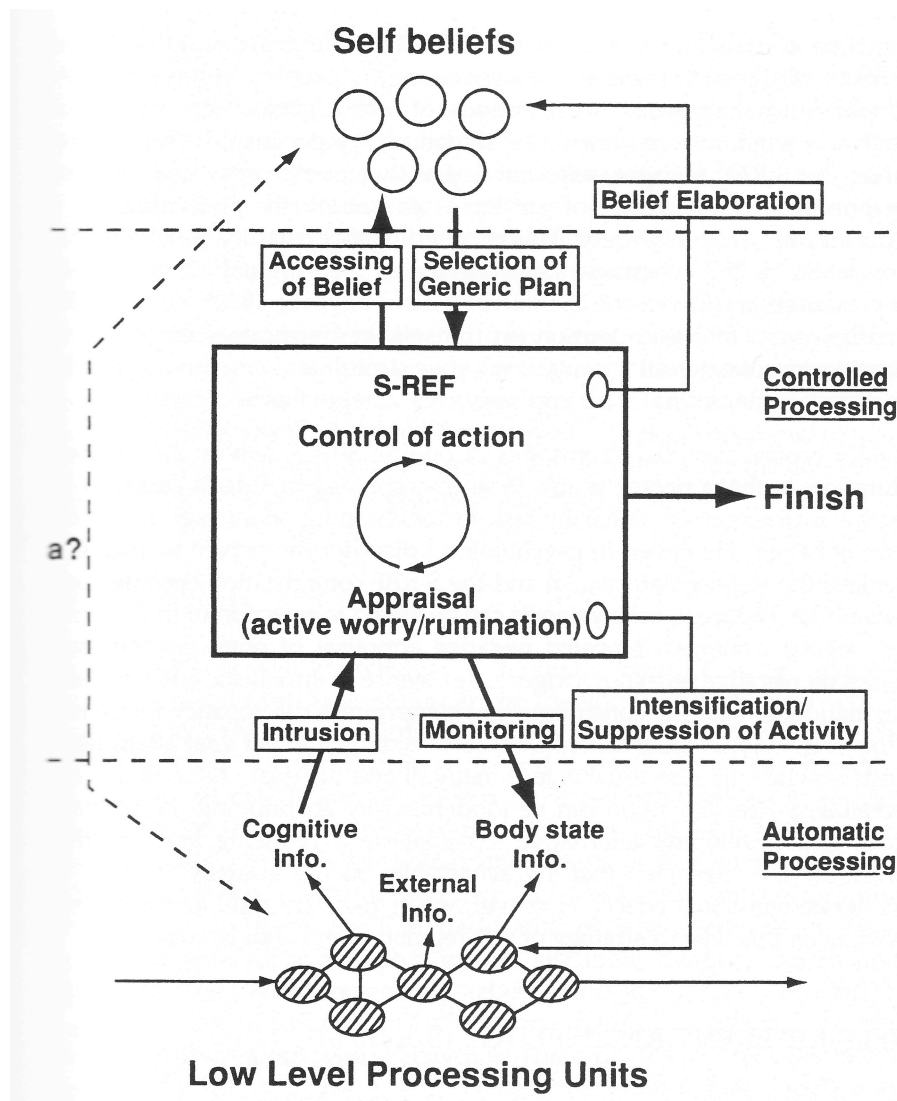 Self beliefs
Belief Elaboration
Accessing
of Belief
Selection of
Generic Plan
S-REF
Controlled
Processing
Control of action
Finish
a?
Appraisal
(active worry/rumination)
Intensification/
Suppression of Activity
Intrusion
Monitoring
Cognitive
Info.
Body state
Info.
Automatic
Processing
External
Info.
Low Level Processing Units